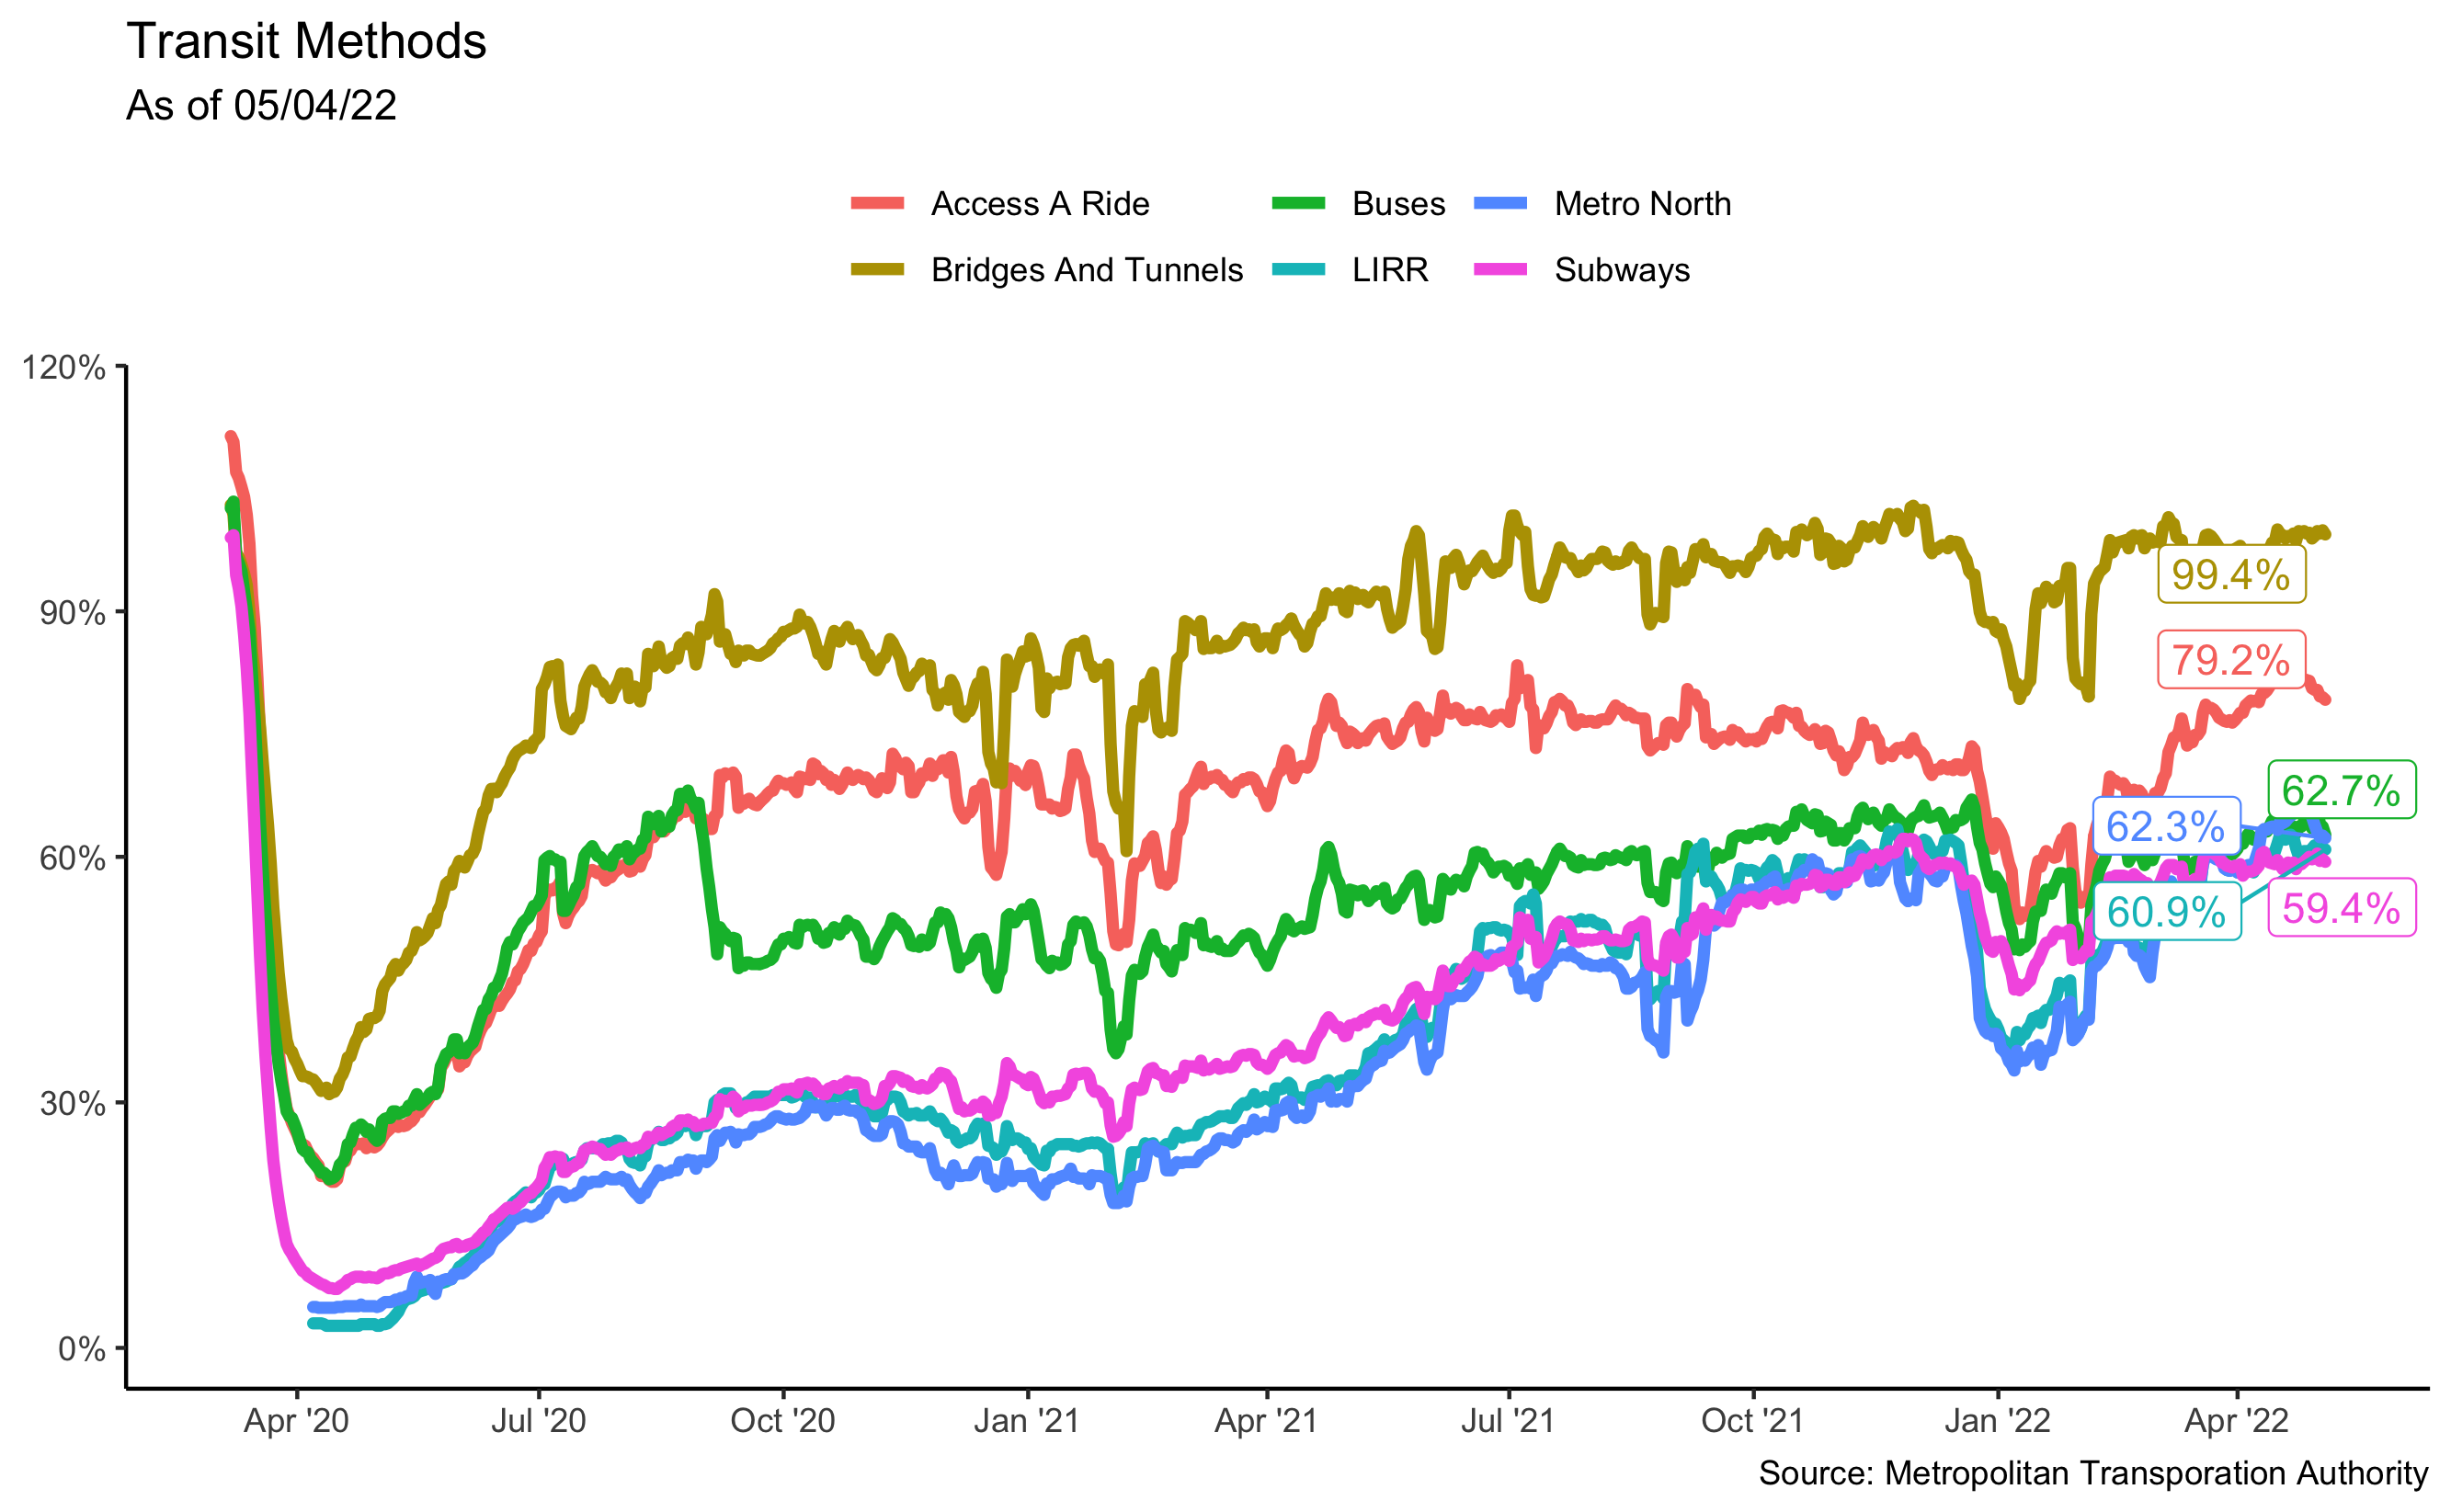 Transit Methods
As of 05/04/22
Access A Ride
Buses
Metro North
Bridges And Tunnels
LIRR
Subways
120%
90%
60%
30%
0%
99.4%
79.2%
62.7%
62.3%
60.9%
59.4%
Apr '20
Jul '20
Oct '20
Jan '21
Apr '21
Jul '21
Oct '21
Jan '22
Apr '22
Source: Metropolitan Transporation Authority